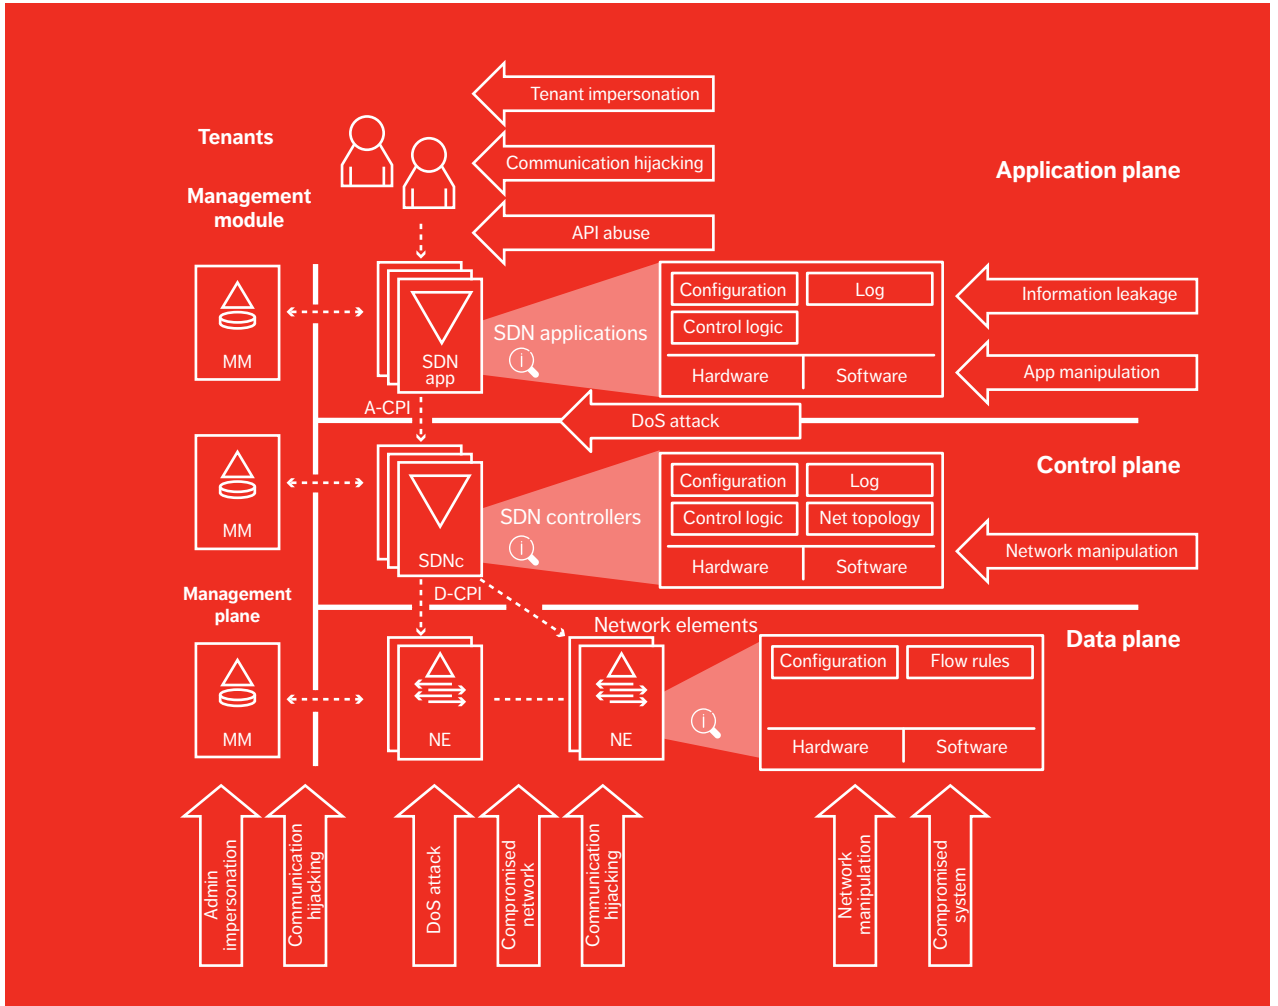 Tenant impersonation
Tenants
Communication hijacking
Application plane
Management
module
API abuse
Configuration
Log
Information leakage
SDN applications
Control logic
MM
SDN
app
Hardware
Software
App manipulation
A-CPI
DoS attack
Control plane
Configuration
Log
SDN controllers
Control logic
Net topology
MM
SDNc
Hardware
Software
Network manipulation
Management
plane
D-CPI
Network elements
Data plane
Configuration
Flow rules
MM
NE
NE
Hardware
Software
Admin
impersonation
Communication
hijacking
DoS attack
Compromised
network
Communication
hijacking
Network
manipulation
Compromised
system
i
i
i